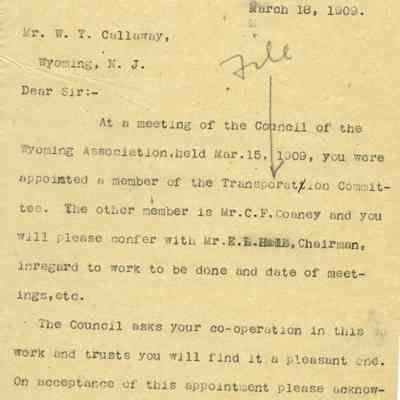 March 18, 1909.
Mr. W. T. Callaway,
Wyoming, N. J.
File
Dear Sir:-
At a meeting of the Council of the
Wyoming Association.held Mar.15, 1909, you were
appointed a member of the Transportation Commit-
tee. The other member is Mr.C.F.Coaney and you
will please confer with Mr.E. Chairman,
inregard to work to be done and date of meet-
ings,etc.
The Council asks your co-operation in this
work and trusts you will find it a pleasant one.
On acceptance of this appointment please acknow-